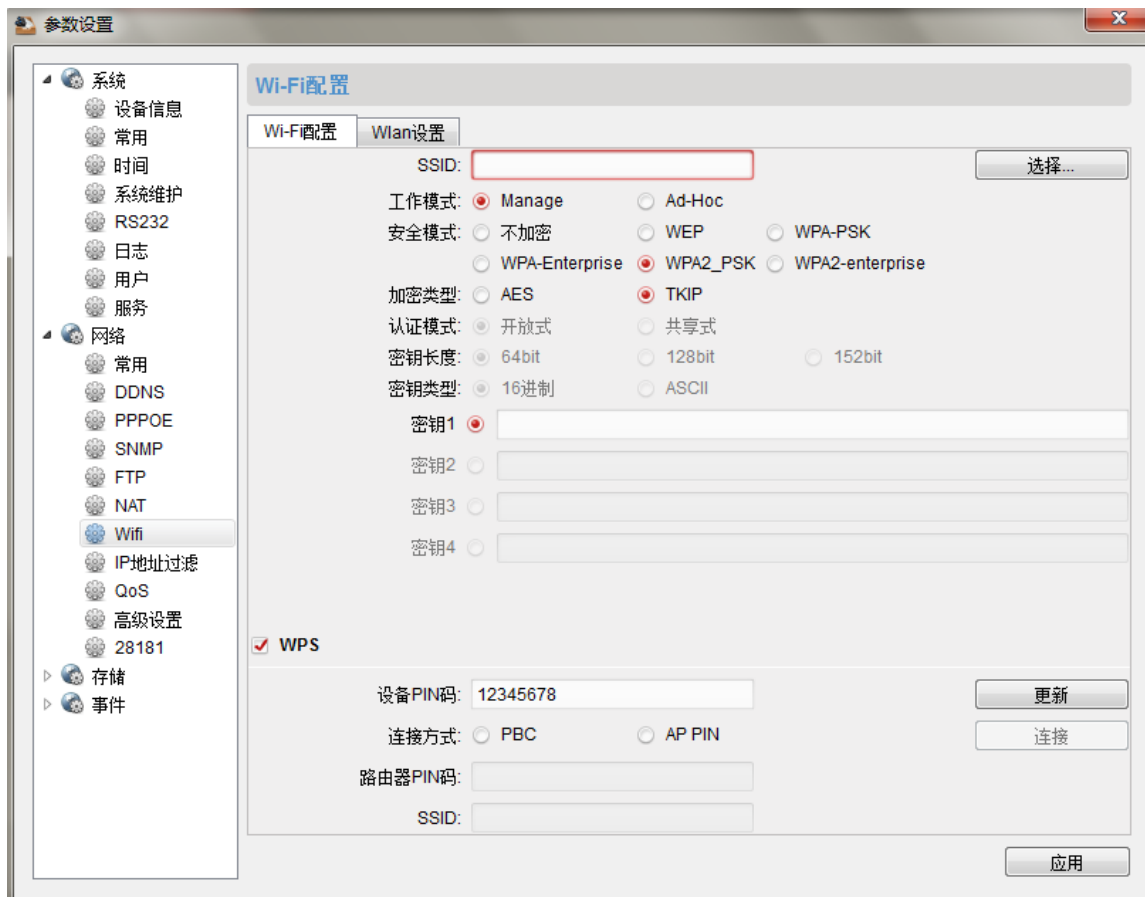 参数设置
系统
设备信息
常用
时间
系统维护
RS232
日志
用户
服务
网络
常用
DDNS
PPPOE
SNMP
FTP
NAT
Wifi
IP地址过滤
QoS
高级设置
28181
存储
事件
Wi-Fi配置
Wi-Fi配置 Wlan设置
SSID: 选择...
工作模式: Manage Ad-Hoc
安全模式: 不加密 WEP WPA-PSK
WPA-Enterprise WPA2_PSK WPA2-enterprise
加密类型: AES TKIP
认证模式: 开放式 共享式
密钥长度: 64bit 128bit 152bit
密钥类型: 16进制 ASCII
密钥1
密钥2
密钥3
密钥4
WPS
设备PIN码: 12345678 更新
连接方式: PBC AP PIN 连接
路由器PIN码:
SSID:
应用